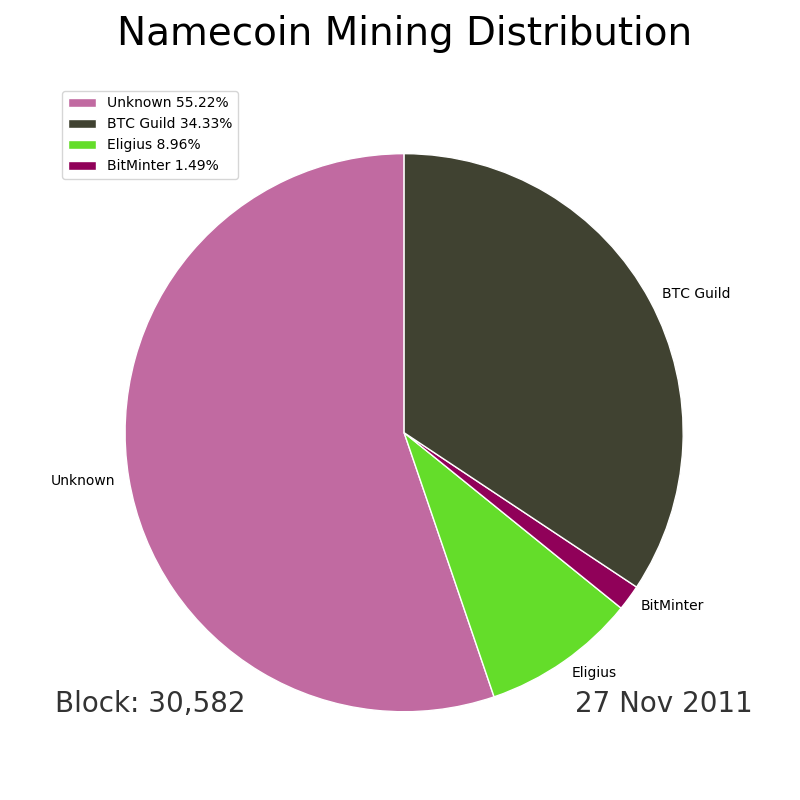 Namecoin Mining Distribution
Unknown 55.22%
BTC Guild 34.33%
Eligius 8.96%
BitMinter 1.49%
BTC Guild
Unknown
BitMinter
Eligius
Block: 30,582
27 Nov 2011